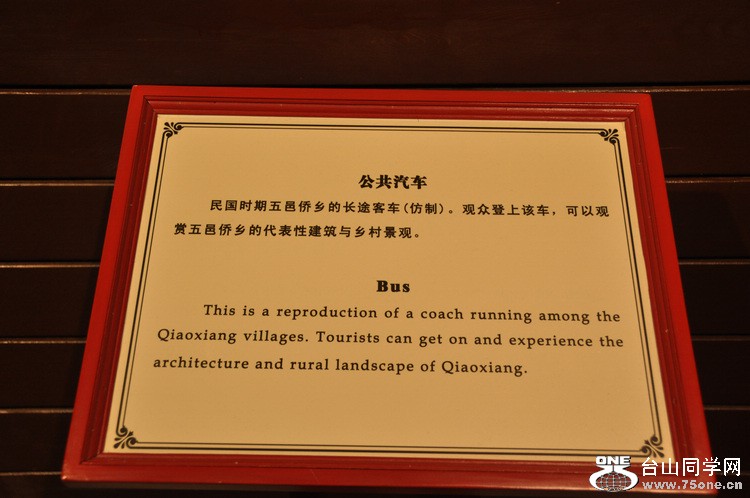 公共汽车
民国时期五邑侨乡的长途客车(仿制)。观众登上该车，可以观
赏五邑侨乡的代表性建筑与乡村景观。
Bus
This is a reproduction of a coach running among the
Qiaoxiang villages. Tourists can get on and experience the
architecture and rural landscape of Qiaoxiang.
ONE 台山同学网
www.75one.cn